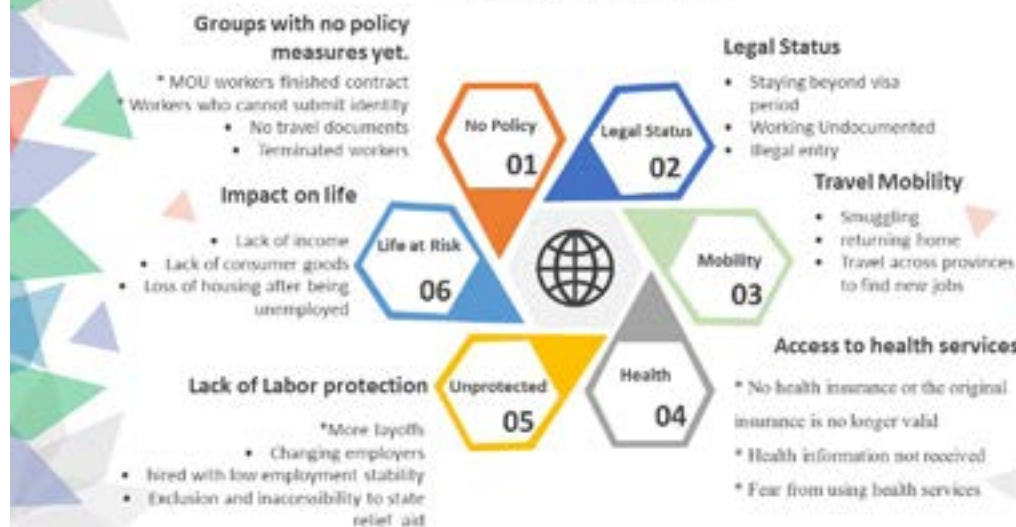 Groups with no policy
measures yet.
* MOU workers finished contract
* Workers who cannot submit identity
• No travel documents
• Terminated workers
No Policy
01
Legal Status
• Staying beyond visa
period
• Working Undocumented
• Illegal entry
Legal Status
02
Travel Mobility
• Smuggling
• returning home
• Travel across provinces
to find new jobs
Mobility
03
Access to health services
* No health insurance or the original
insurance is no longer valid
* Health information not received
* Fear from using health services
Health
04
Lack of Labor protection
*More layoffs
• Changing employers
• hired with low employment stability
• Exclusion and inaccessibility to state
relief aid
Unprotected
05
Impact on life
• Lack of income
• Lack of consumer goods
• Loss of housing after being
unemployed
Life at Risk
06